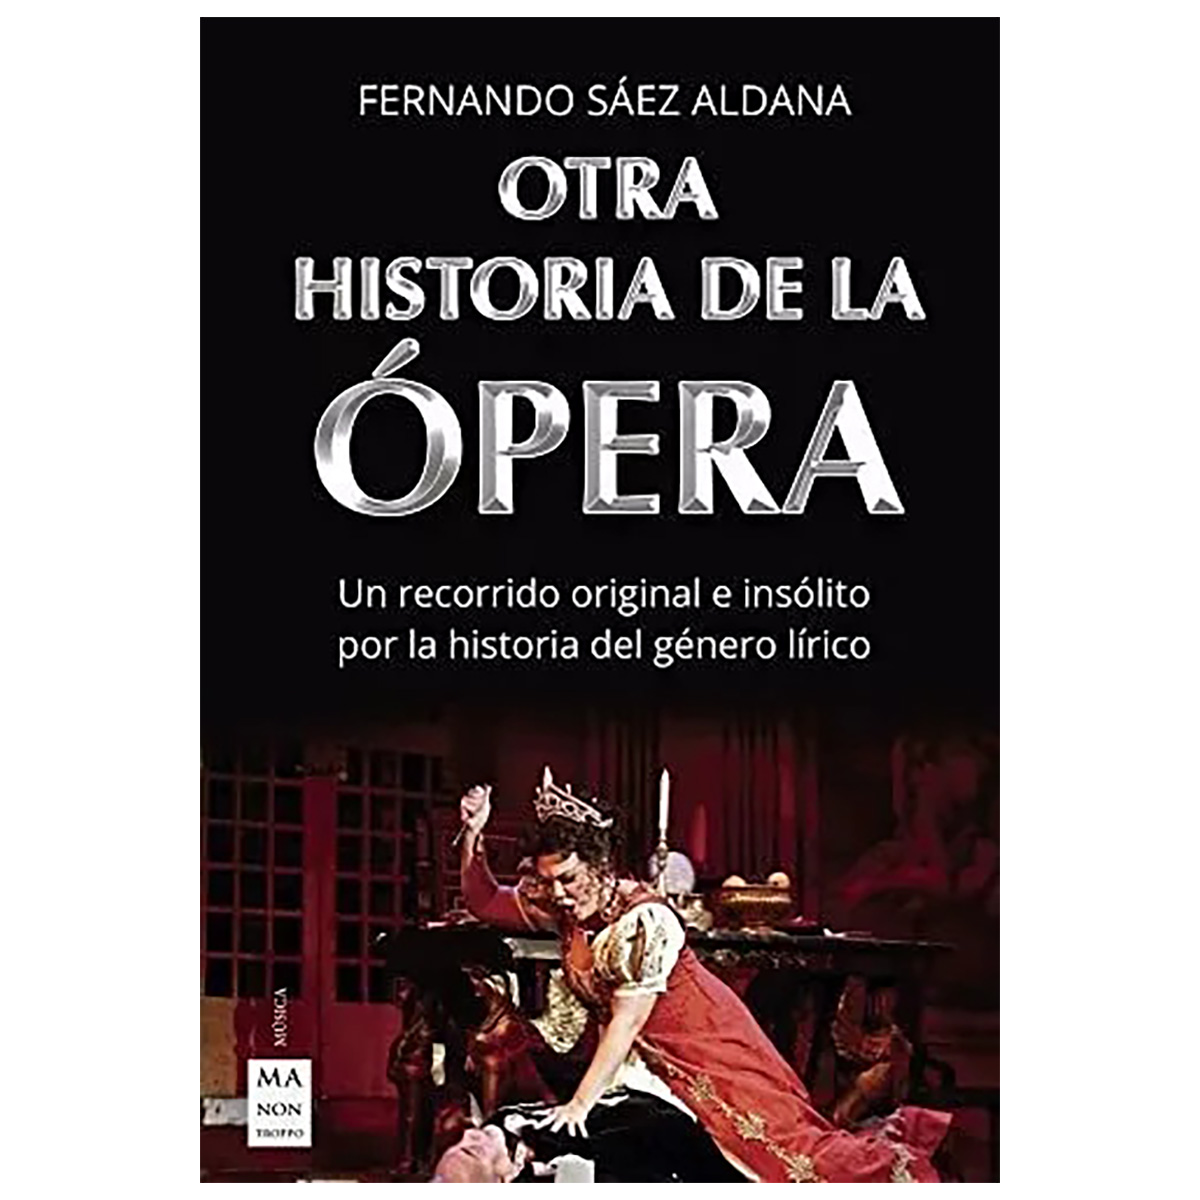 FERNANDO SÁEZ ALDANA
OTRA
HISTORIA DE LA
ÓPERA
Un recorrido original e insólito
por la historia del género lírico
MÚSICA
MA
NON
TROPPO